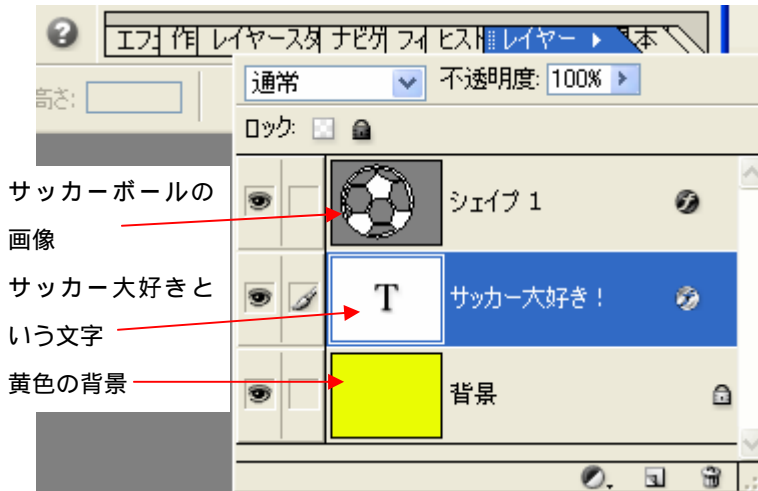 エフ 作 レイヤースタ ナビゲ フィ ヒスト レイヤー 本
高さ:
通常 不透明度: 100%
ロック:
サッカーボールの
画像
シェイプ 1
サッカー大好きと
いう文字
T サッカー大好き!
黄色の背景
背景